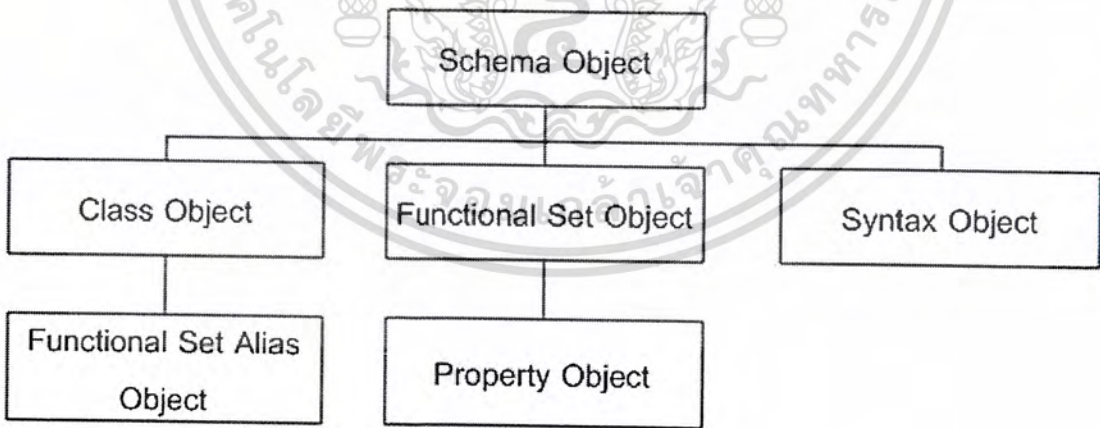 Schema Object
Class Object
Functional Set Object
Syntax Object
Functional Set Alias
Object
Property Object